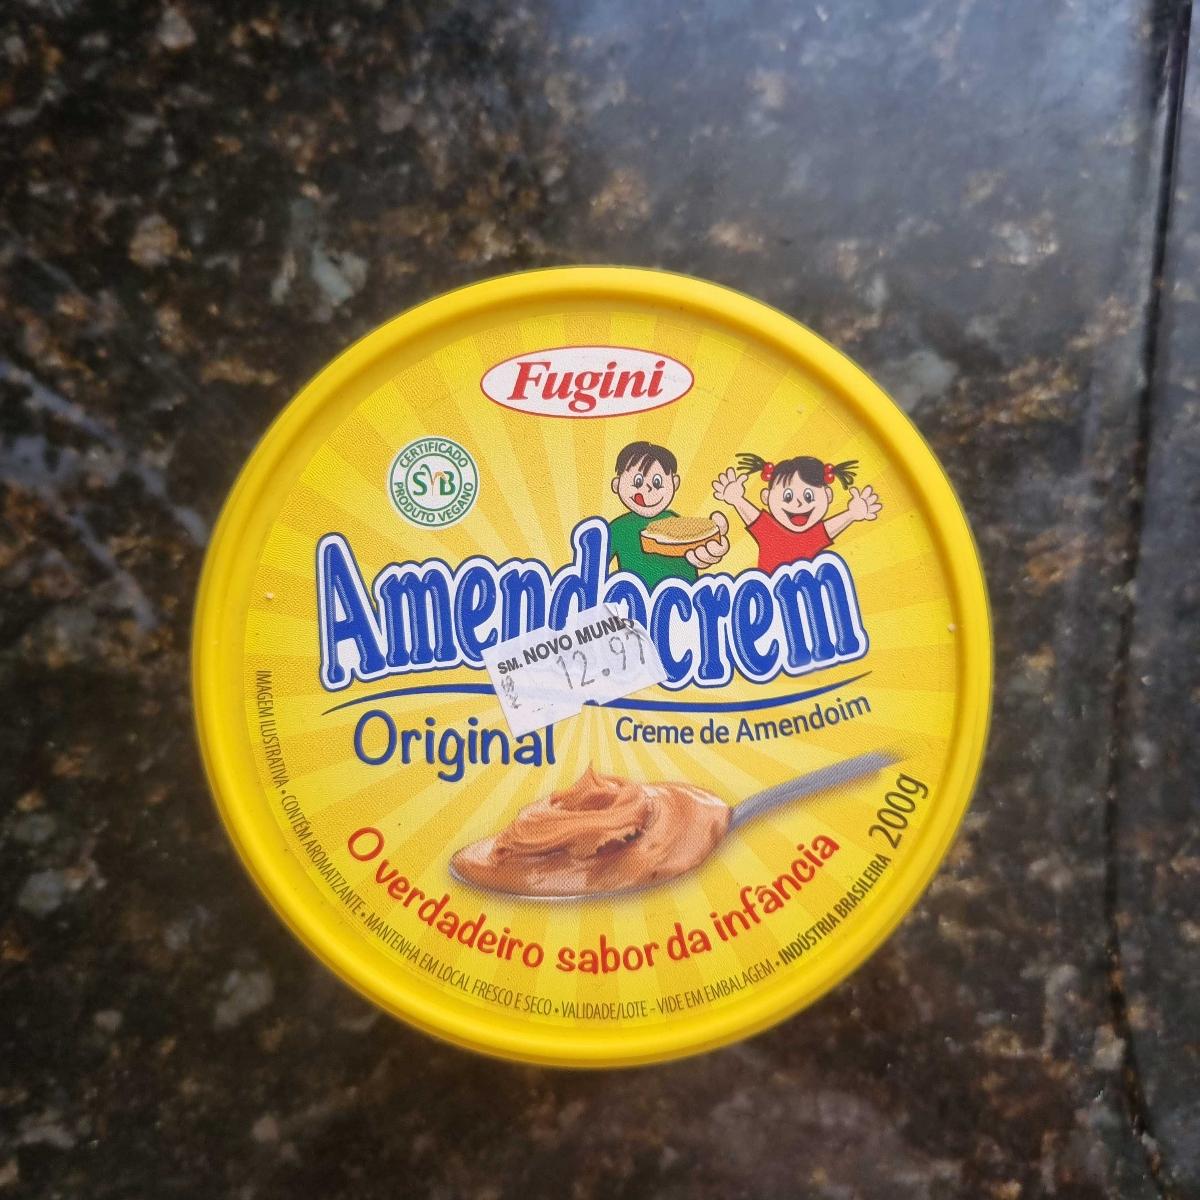 Fugini
CERTIFICADO
SVB
PRODUTO VEGANO
Amendocrem
SM. NOVO MUNDO
12.97
Original
Creme de Amendoim
200g
O verdadeiro sabor da infância
IMAGEM ILUSTRATIVA • CONTÉM AROMATIZANTE • MANTENHA EM LOCAL FRESCO E SECO • VALIDADE/LOTE - VIDE EM EMBALAGEM • INDÚSTRIA BRASILEIRA